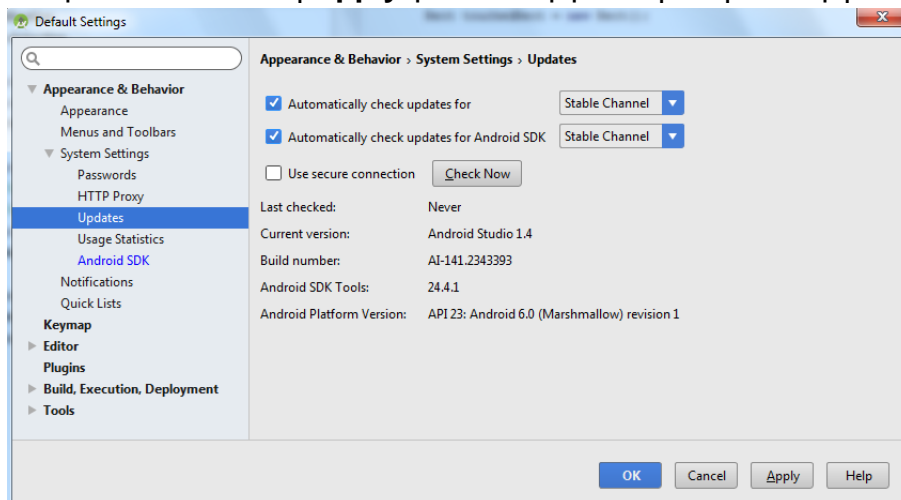 Default Settings
Appearance & Behavior › System Settings › Updates
Appearance & Behavior
Appearance
Menus and Toolbars
System Settings
Passwords
HTTP Proxy
Updates
Usage Statistics
Android SDK
Notifications
Quick Lists
Keymap
Editor
Plugins
Build, Execution, Deployment
Tools
Automatically check updates for Stable Channel
Automatically check updates for Android SDK Stable Channel
Use secure connection Check Now
Last checked: Never
Current version: Android Studio 1.4
Build number: AI-141.2343393
Android SDK Tools: 24.4.1
Android Platform Version: API 23: Android 6.0 (Marshmallow) revision 1
OK Cancel Apply Help